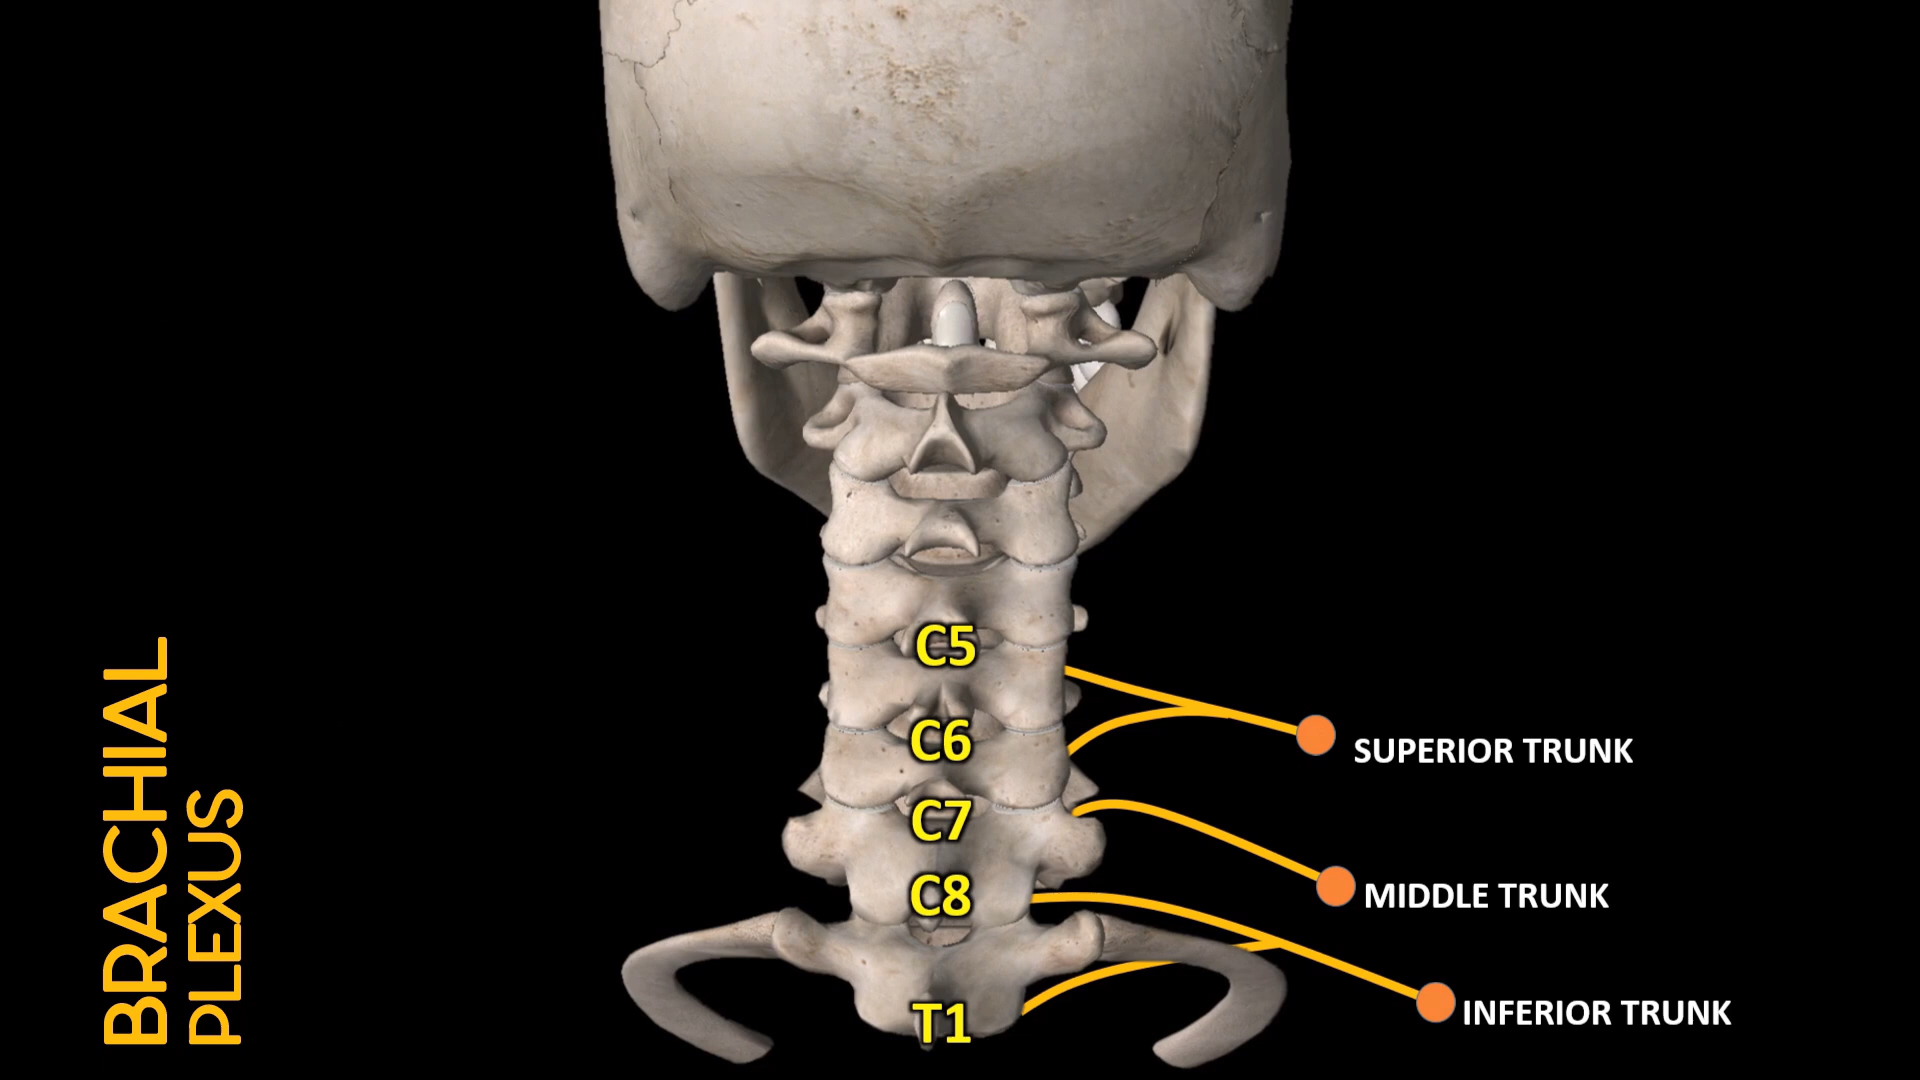 BRACHIAL
PLEXUS
C5
C6
SUPERIOR TRUNK
C7
C8
MIDDLE TRUNK
T1
INFERIOR TRUNK